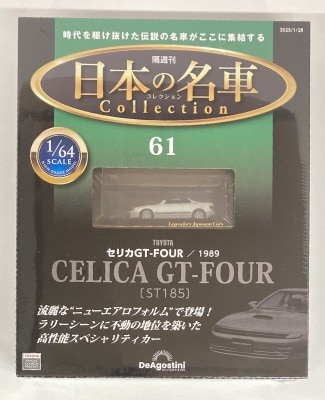 時代を駆け抜けた伝説の名車がここに集結する
2025/1/28
隔週刊
日本の名車
コレクション
Collection
61
1/64
SCALE
Legendary Japanese Cars
TOYOTA
セリカGT-FOUR / 1989
CELICA GT-FOUR
[ST185]
流麗な“ニューエアロフォルム”で登場!
ラリーシーンに不動の地位を築いた
高性能スペシャリティカー
DeAGOSTINI